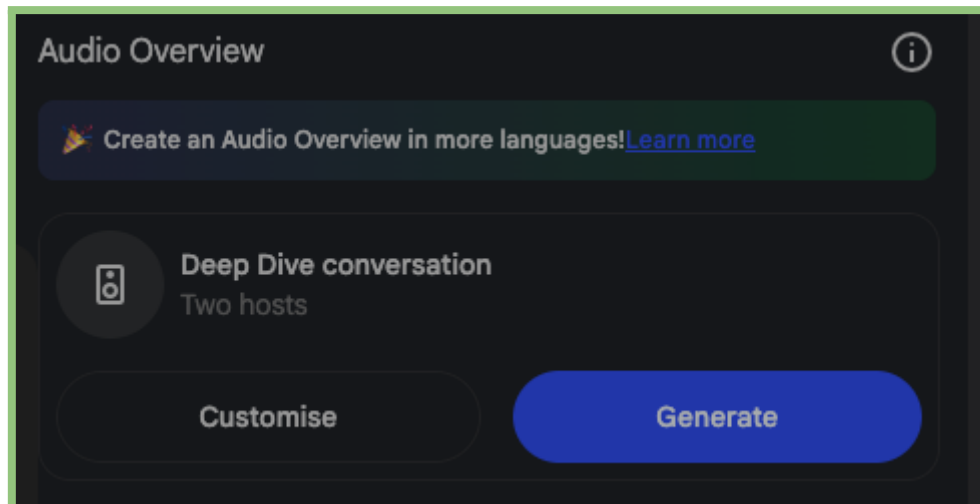 Audio Overview
🎉 Create an Audio Overview in more languages!Learn more
Deep Dive conversation
Two hosts
Customise
Generate